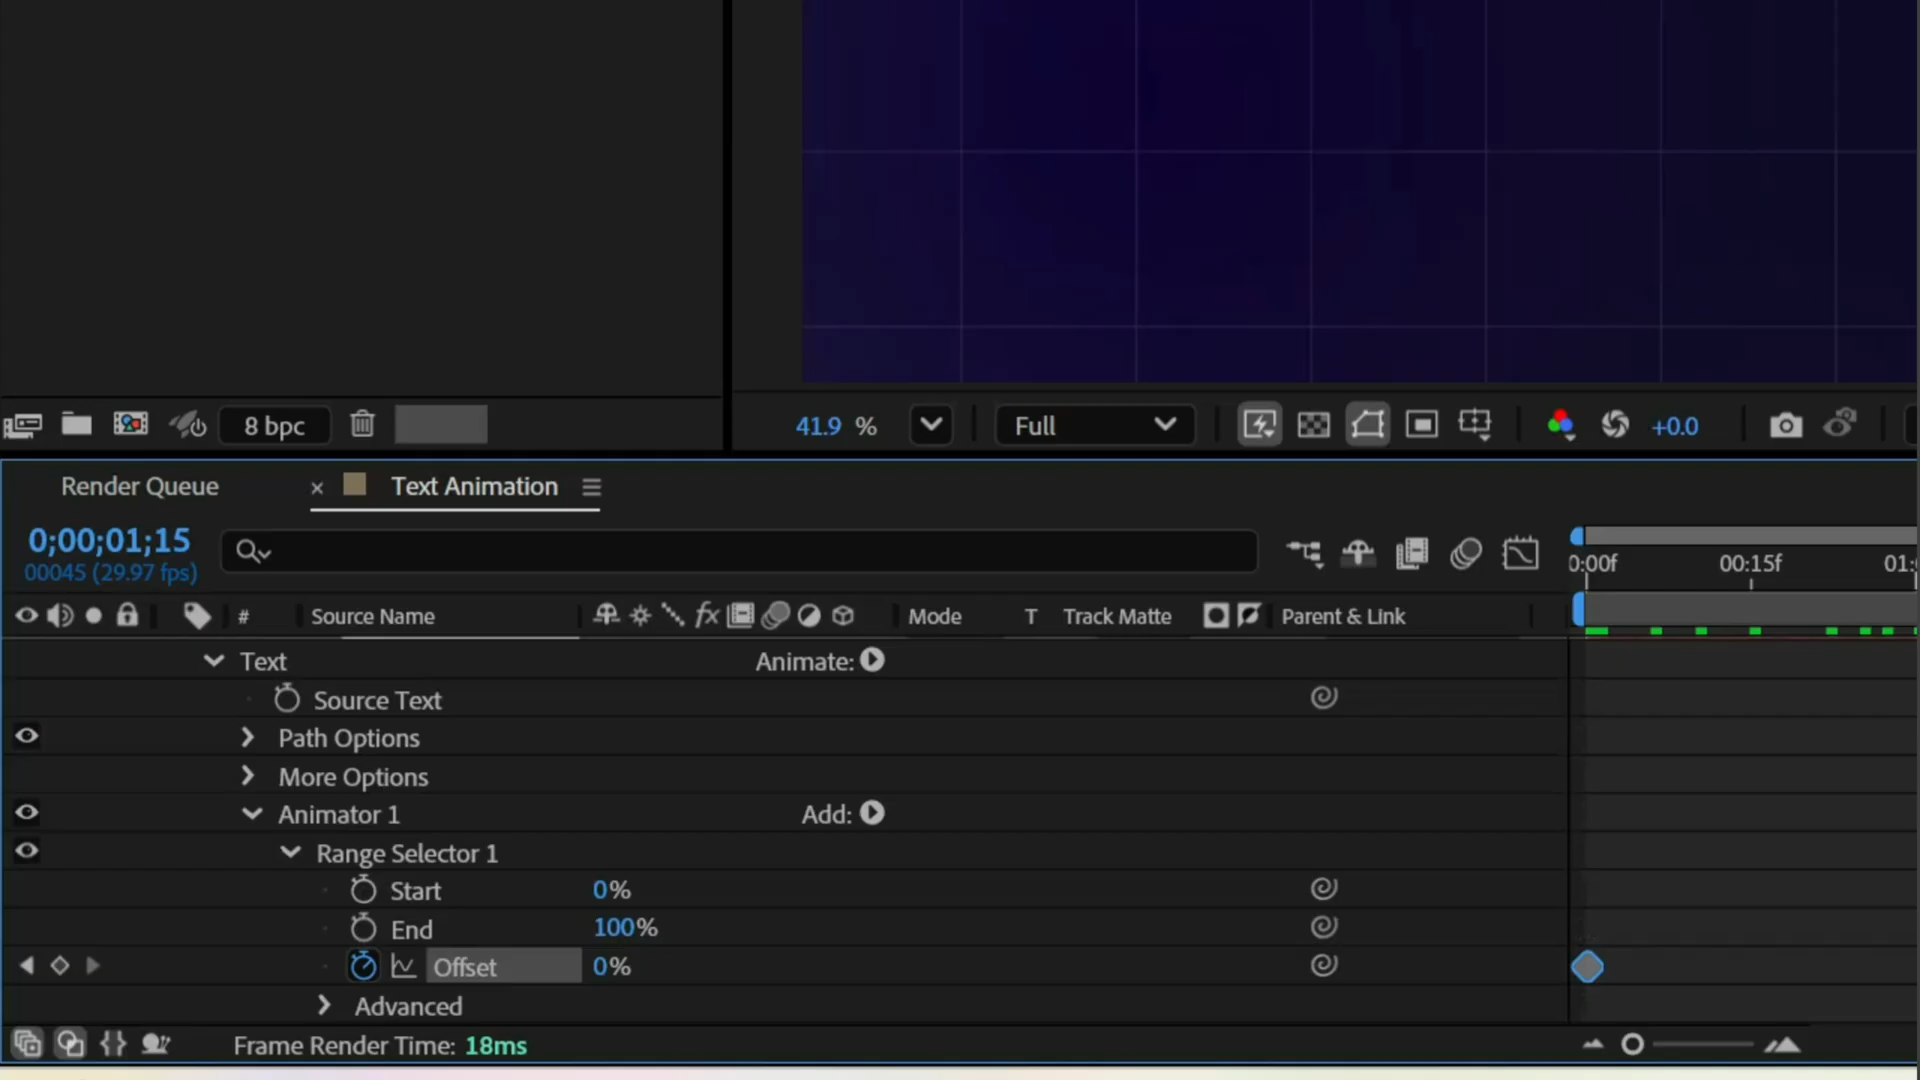 8 bpc
41.9 %
Full
+0.0
Render Queue
× Text Animation
0;00;01;15
00045 (29.97 fps)
0:00f 00:15f 01:
# Source Name fx Mode T Track Matte Parent & Link
Text Animate:
Source Text
Path Options
More Options
Animator 1 Add:
Range Selector 1
Start 0%
End 100%
Offset 0%
Advanced
Frame Render Time: 18ms